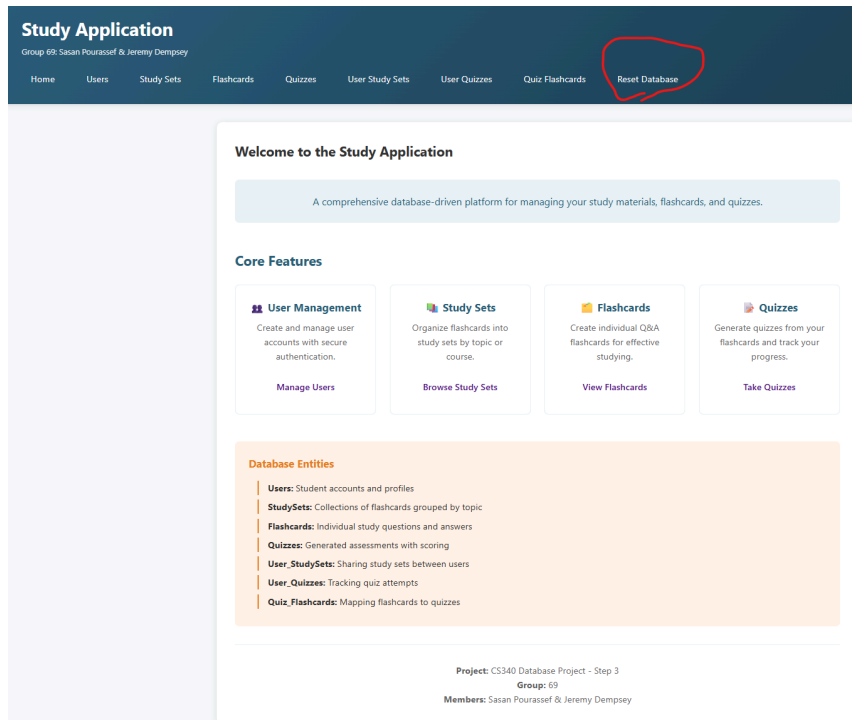 Study Application
Group 69: Sasan Pourassef & Jeremy Dempsey
Home Users Study Sets Flashcards Quizzes User Study Sets User Quizzes Quiz Flashcards Reset Database
Welcome to the Study Application
A comprehensive database-driven platform for managing your study materials, flashcards, and quizzes.
Core Features
User Management
Create and manage user
accounts with secure
authentication.
Manage Users
Study Sets
Organize flashcards into
study sets by topic or
course.
Browse Study Sets
Flashcards
Create individual Q&A
flashcards for effective
studying.
View Flashcards
Quizzes
Generate quizzes from your
flashcards and track your
progress.
Take Quizzes
Database Entities
Users: Student accounts and profiles
StudySets: Collections of flashcards grouped by topic
Flashcards: Individual study questions and answers
Quizzes: Generated assessments with scoring
User_StudySets: Sharing study sets between users
User_Quizzes: Tracking quiz attempts
Quiz_Flashcards: Mapping flashcards to quizzes
Project: CS340 Database Project - Step 3
Group: 69
Members: Sasan Pourassef & Jeremy Dempsey